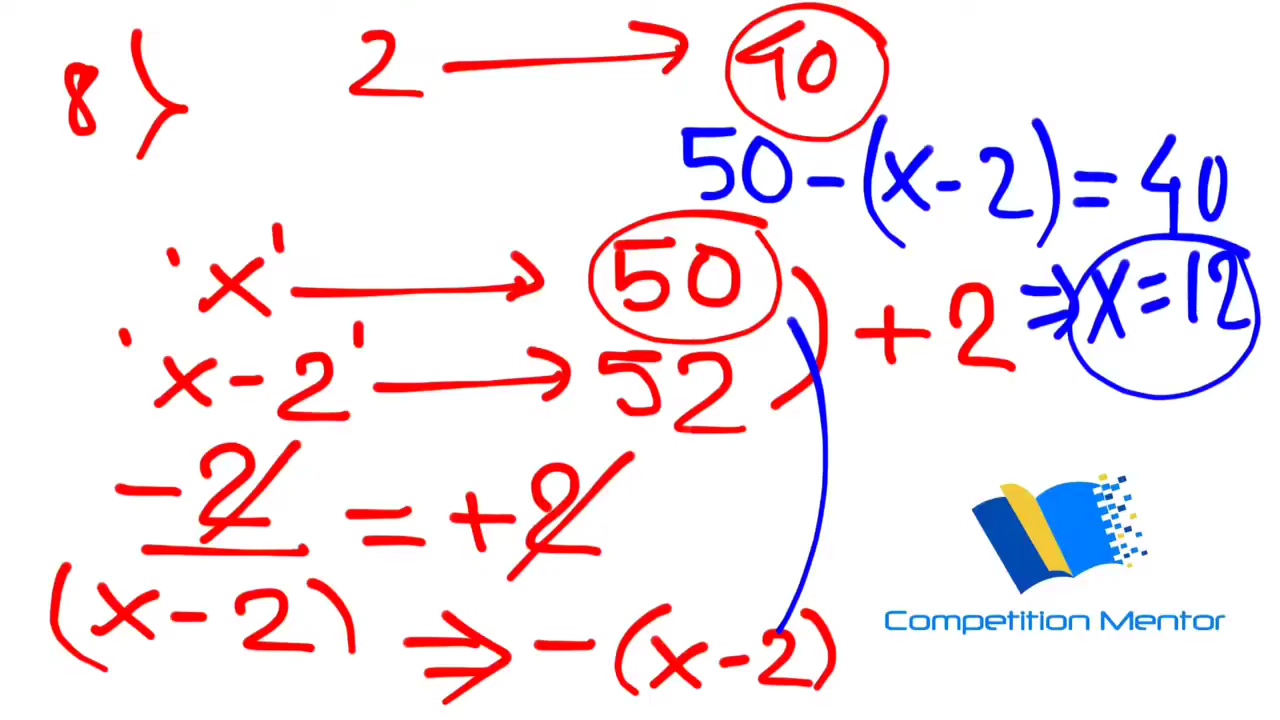 8) 2 → 40
50-(x-2)=40
'x' → 50
) +2 ⇒ x=12
'x-2' → 52
-2 = +2
(x-2) ⇒ -(x-2)
Competition Mentor